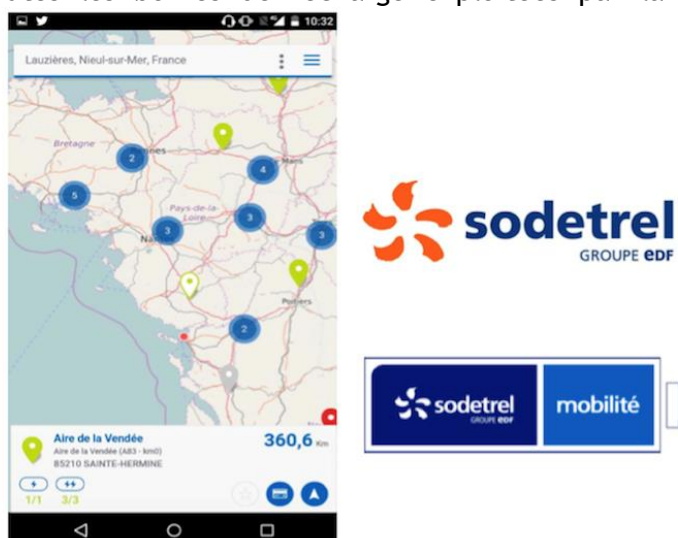 10:32
Lauzières, Nieul-sur-Mer, France
Bretagne
2
4
5
Pays-de-la-
Loire
3
3
3
Poitiers
2
Aire de la Vendée
360,6 Km
Aire de la Vendée (A83 - km0)
85210 SAINTE-HERMINE
1/1
3/3
sodetrel
GROUPE EDF
sodetrel
GROUPE EDF
mobilité